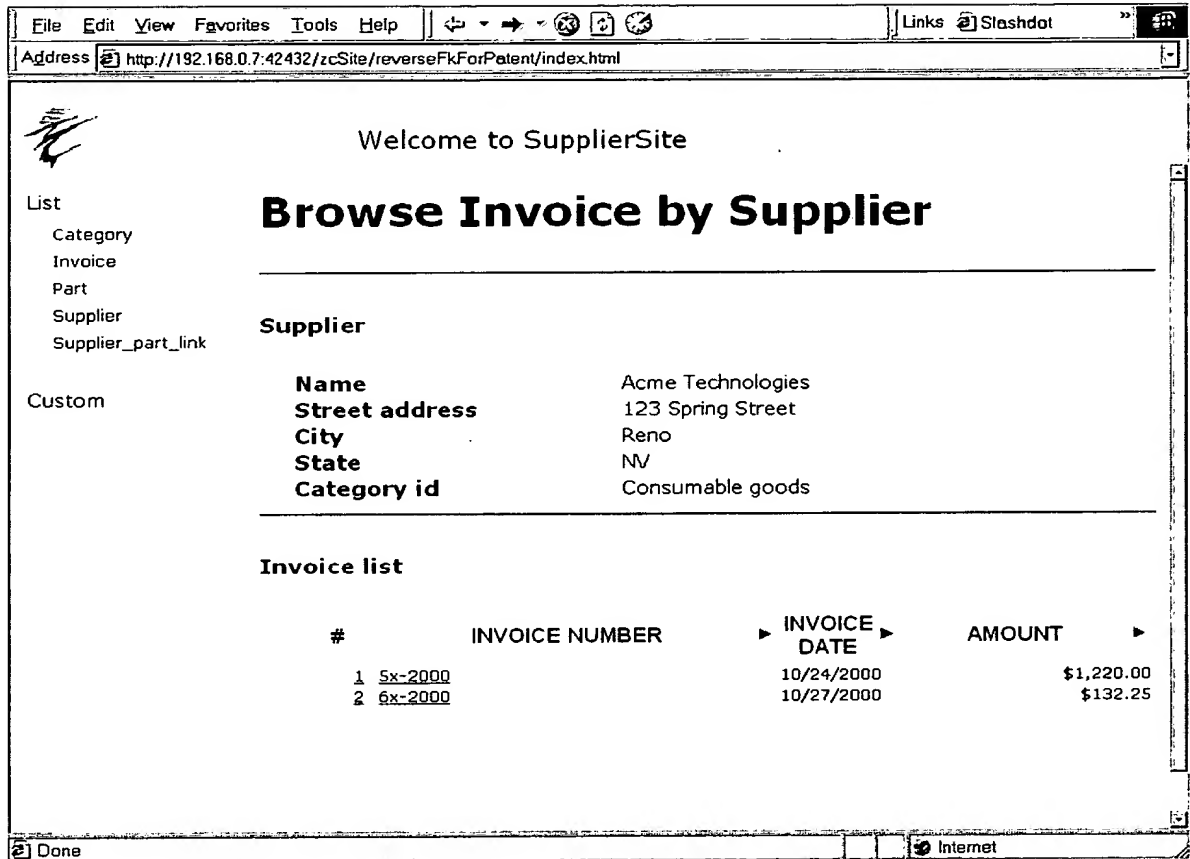 File Edit View Favorites Tools Help Links Slashdot »
Address http://192.168.0.7:42432/zcSite/reverseFkForPatent/index.html
Welcome to SupplierSite
List
Category
Invoice
Part
Supplier
Supplier_part_link
Custom
Browse Invoice by Supplier
Supplier
Name Acme Technologies
Street address 123 Spring Street
City Reno
State NV
Category id Consumable goods
Invoice list
# INVOICE NUMBER INVOICE DATE AMOUNT
1 5x-2000 10/24/2000 $1,220.00
2 6x-2000 10/27/2000 $132.25
Done Internet